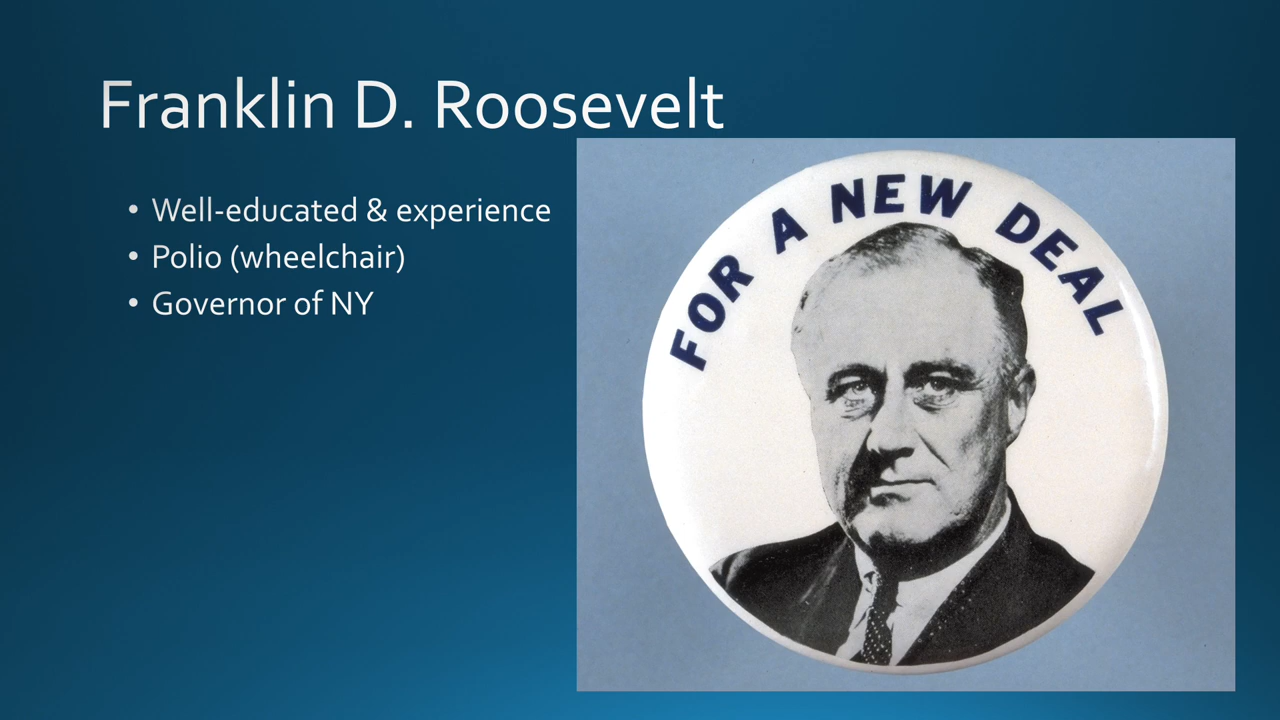 Franklin D. Roosevelt
• Well-educated & experience
• Polio (wheelchair)
• Governor of NY
FOR A NEW DEAL